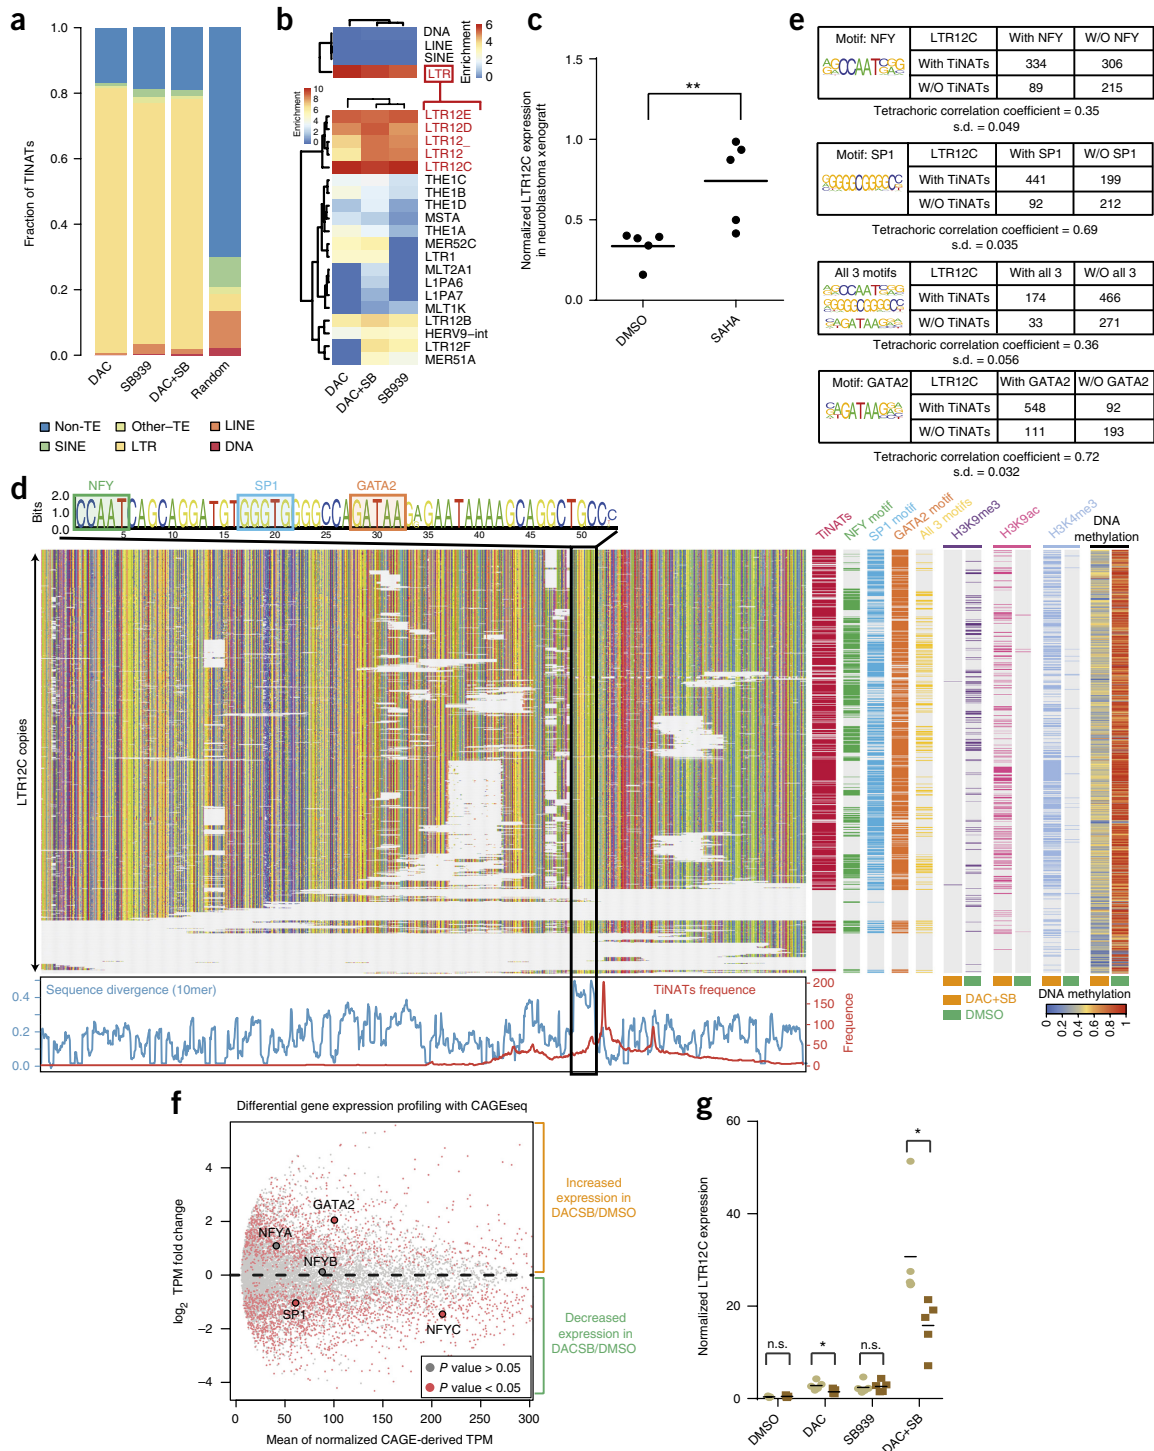 a
1.0
0.8
0.6
0.4
0.2
0.0
Fraction of TINATs
DAC
SB939
DAC+SB
Random
Non-TE
Other–TE
LINE
SINE
LTR
DNA
b
DNA
LINE
SINE
LTR
Enrichment
6
4
2
0
Enrichment
10
8
6
4
2
0
LTR12E
LTR12D
LTR12_
LTR12
LTR12C
THE1C
THE1B
THE1D
MSTA
THE1A
MER52C
LTR1
MLT2A1
L1PA6
L1PA7
MLT1K
LTR12B
HERV9–int
LTR12F
MER51A
DAC
DAC+SB
SB939
c
Normalized LTR12C expression
in neuroblastoma xenograft
1.5
1.0
0.5
0.0
**
DMSO
SAHA
e
Motif: NFY LTR12C With NFY W/O NFY
With TiNATs 334 306
W/O TiNATs 89 215
Tetrachoric correlation coefficient = 0.35
s.d. = 0.049
Motif: SP1 LTR12C With SP1 W/O SP1
With TiNATs 441 199
W/O TiNATs 92 212
Tetrachoric correlation coefficient = 0.69
s.d. = 0.035
All 3 motifs LTR12C With all 3 W/O all 3
With TiNATs 174 466
W/O TiNATs 33 271
Tetrachoric correlation coefficient = 0.36
s.d. = 0.056
Motif: GATA2 LTR12C With GATA2 W/O GATA2
With TiNATs 548 92
W/O TiNATs 111 193
Tetrachoric correlation coefficient = 0.72
s.d. = 0.032
d
NFY
SP1
GATA2
Bits
2.0
1.0
0.0
CCAATCAGCAGGATGTGGGTGGGGCCAGATAAGAGAATAAAAGCAGGCTGCCC
5 10 15 20 25 30 35 40 45 50
LTR12C copies
TiNATs
NFY motif
SP1 motif
GATA2 motif
All 3 motifs
H3K9me3
H3K9ac
H3K4me3
DNA
methylation
Sequence divergence (10mer)
TiNATs frequence
0.4
0.2
0.0
200
150
100
50
0
Frequence
DAC+SB
DMSO
DNA methylation
0
0.2
0.4
0.6
0.8
1
f
Differential gene expression profiling with CAGEseq
log2 TPM fold change
4
2
0
−2
−4
GATA2
NFYA
NFYB
SP1
NFYC
P value > 0.05
P value < 0.05
0 50 100 150 200 250 300
Mean of normalized CAGE-derived TPM
Increased
expression in
DACSB/DMSO
Decreased
expression in
DACSB/DMSO
g
Normalized LTR12C expression
60
40
20
0
n.s.
*
n.s.
*
DMSO
DAC
SB939
DAC+SB